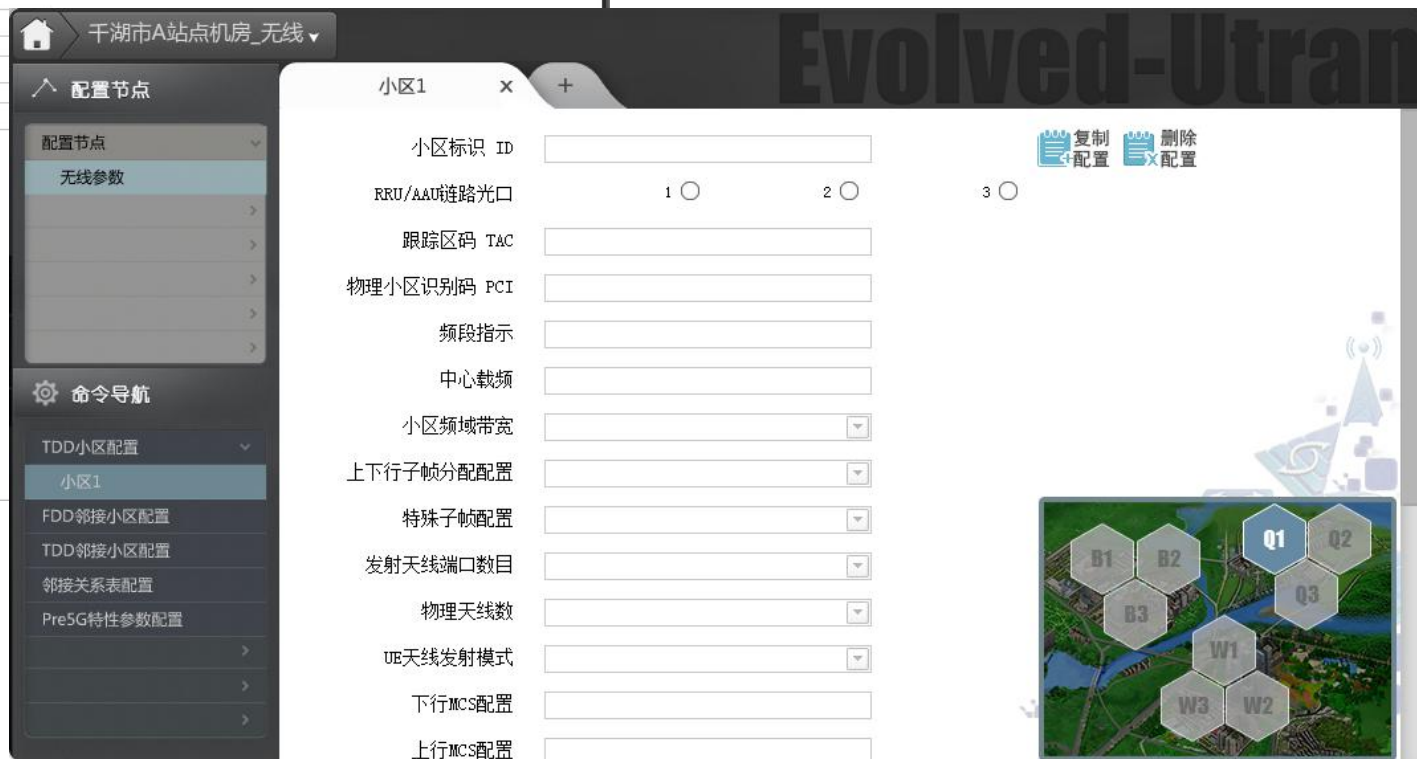 千湖市A站点机房_无线
Evolved-Utran
配置节点
小区1 x +
配置节点
无线参数
小区标识 ID
复制配置
删除配置
RRU/AAU链路光口 1 2 3
跟踪区码 TAC
物理小区识别码 PCI
频段指示
中心载频
命令导航
小区频域带宽
TDD小区配置
上下行子帧分配配置
小区1
特殊子帧配置
FDD邻接小区配置
TDD邻接小区配置
发射天线端口数目
邻接关系表配置
物理天线数
Pre5G特性参数配置
UE天线发射模式
下行MCS配置
上行MCS配置
B1 B2 Q1 Q2
B3 Q3
W1
W3 W2